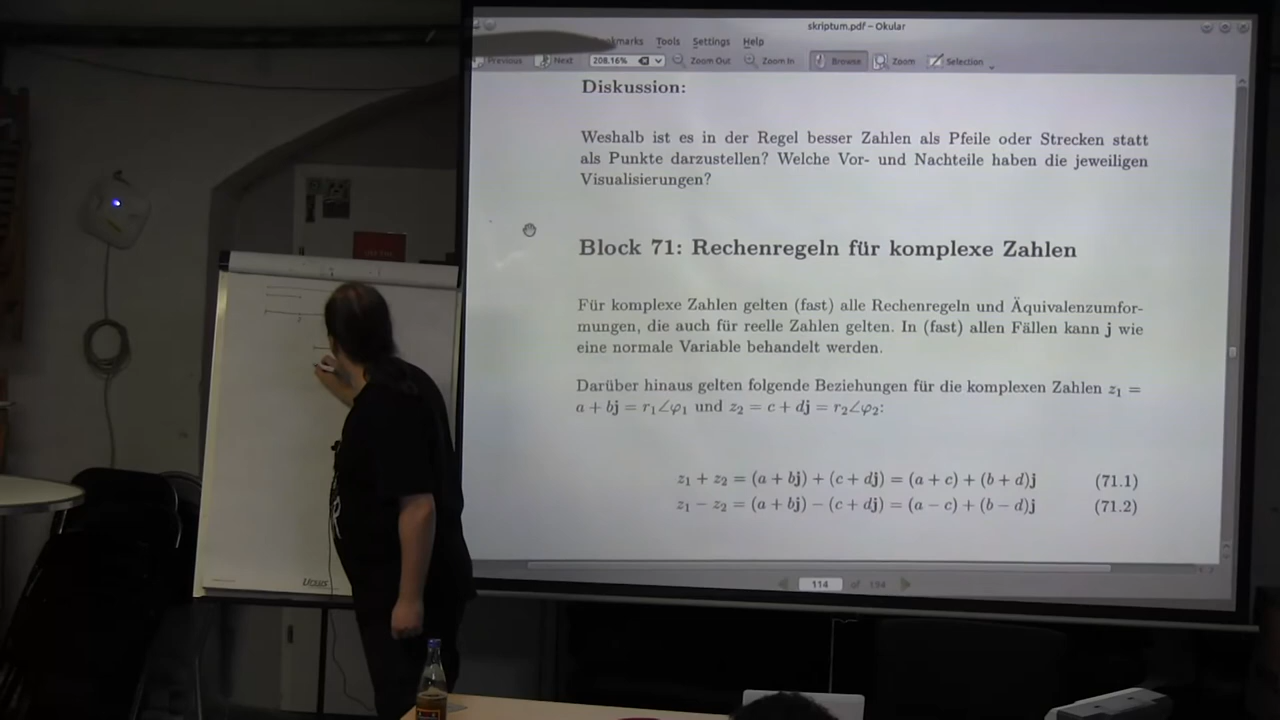 skriptum.pdf – Okular
Tools Settings Help
Previous Next 208.16% Zoom Out Zoom In Browse Zoom Selection
Diskussion:
Weshalb ist es in der Regel besser Zahlen als Pfeile oder Strecken statt
als Punkte darzustellen? Welche Vor- und Nachteile haben die jeweiligen
Visualisierungen?
Block 71: Rechenregeln für komplexe Zahlen
Für komplexe Zahlen gelten (fast) alle Rechenregeln und Äquivalenzumfor-
mungen, die auch für reelle Zahlen gelten. In (fast) allen Fällen kann j wie
eine normale Variable behandelt werden.
Darüber hinaus gelten folgende Beziehungen für die komplexen Zahlen z₁ =
a + bj = r₁∠φ₁ und z₂ = c + dj = r₂∠φ₂:
z₁ + z₂ = (a + bj) + (c + dj) = (a + c) + (b + d)j (71.1)
z₁ − z₂ = (a + bj) − (c + dj) = (a − c) + (b − d)j (71.2)
114 of 194